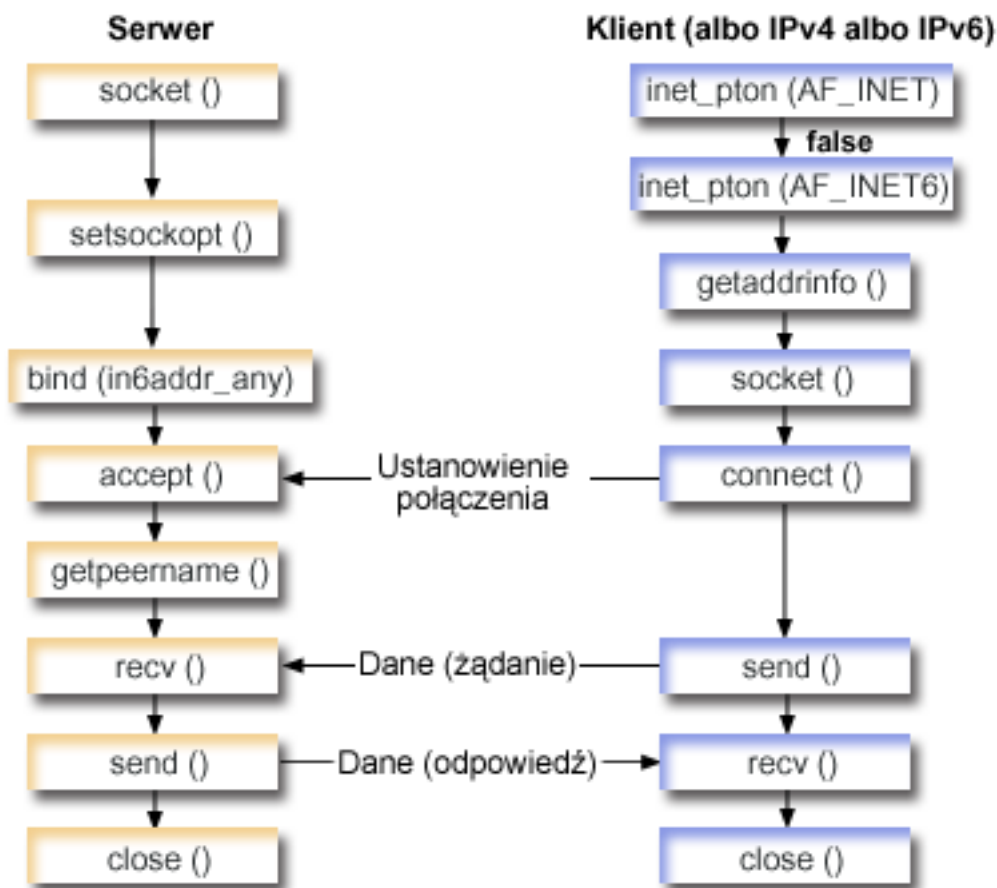 Serwer
socket ()
setsockopt ()
bind (in6addr_any)
accept ()
getpeername ()
recv ()
send ()
close ()
Ustanowienie
połączenia
Dane (żądanie)
Dane (odpowiedź)
Klient (albo IPv4 albo IPv6)
inet_pton (AF_INET)
false
inet_pton (AF_INET6)
getaddrinfo ()
socket ()
connect ()
send ()
recv ()
close ()